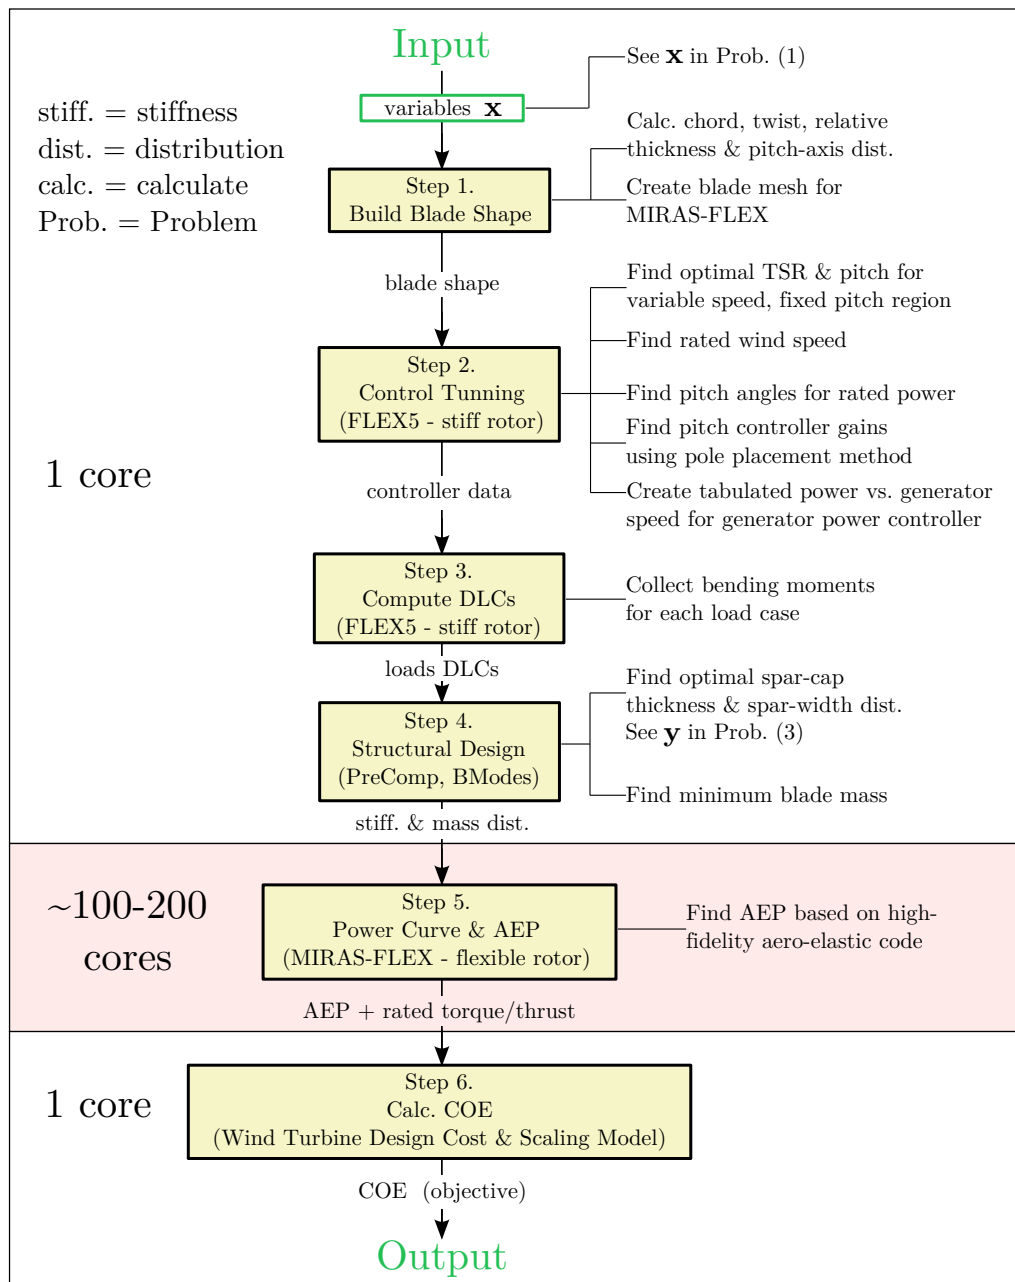 Input
variables x
See x in Prob. (1)
stiff. = stiffness
dist. = distribution
calc. = calculate
Prob. = Problem
Step 1.
Build Blade Shape
Calc. chord, twist, relative
thickness & pitch-axis dist.
Create blade mesh for
MIRAS-FLEX
blade shape
Step 2.
Control Tunning
(FLEX5 - stiff rotor)
Find optimal TSR & pitch for
variable speed, fixed pitch region
Find rated wind speed
Find pitch angles for rated power
Find pitch controller gains
using pole placement method
Create tabulated power vs. generator
speed for generator power controller
1 core
controller data
Step 3.
Compute DLCs
(FLEX5 - stiff rotor)
Collect bending moments
for each load case
loads DLCs
Step 4.
Structural Design
(PreComp, BModes)
Find optimal spar-cap
thickness & spar-width dist.
See y in Prob. (3)
Find minimum blade mass
stiff. & mass dist.
~100-200
cores
Step 5.
Power Curve & AEP
(MIRAS-FLEX - flexible rotor)
Find AEP based on high-
fidelity aero-elastic code
AEP + rated torque/thrust
1 core
Step 6.
Calc. COE
(Wind Turbine Design Cost & Scaling Model)
COE (objective)
Output